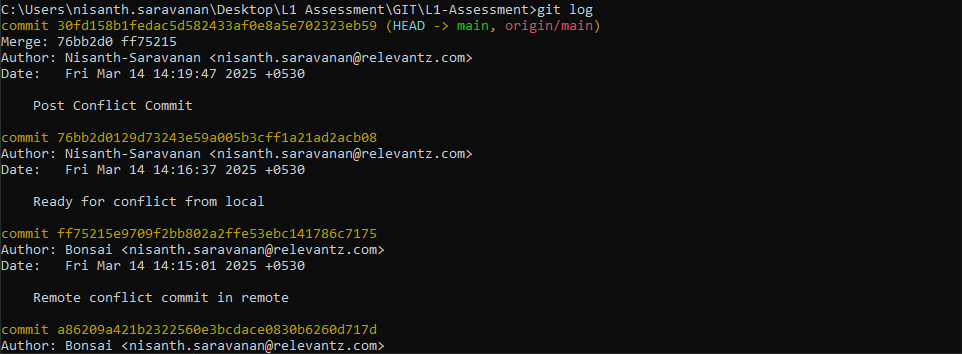 C:\Users\nisanth.saravanan\Desktop\L1 Assessment\GIT\L1-Assessment>git log
commit 30fd158b1fedac5d582433af0e8a5e702323eb59 (HEAD -> main, origin/main)
Merge: 76bb2d0 ff75215
Author: Nisanth-Saravanan <nisanth.saravanan@relevantz.com>
Date:   Fri Mar 14 14:19:47 2025 +0530
    Post Conflict Commit
commit 76bb2d0129d73243e59a005b3cff1a21ad2acb08
Author: Nisanth-Saravanan <nisanth.saravanan@relevantz.com>
Date:   Fri Mar 14 14:16:37 2025 +0530
    Ready for conflict from local
commit ff75215e9709f2bb802a2ffe53ebc141786c7175
Author: Bonsai <nisanth.saravanan@relevantz.com>
Date:   Fri Mar 14 14:15:01 2025 +0530
    Remote conflict commit in remote
commit a86209a421b2322560e3bcdace0830b6260d717d
Author: Bonsai <nisanth.saravanan@relevantz.com>